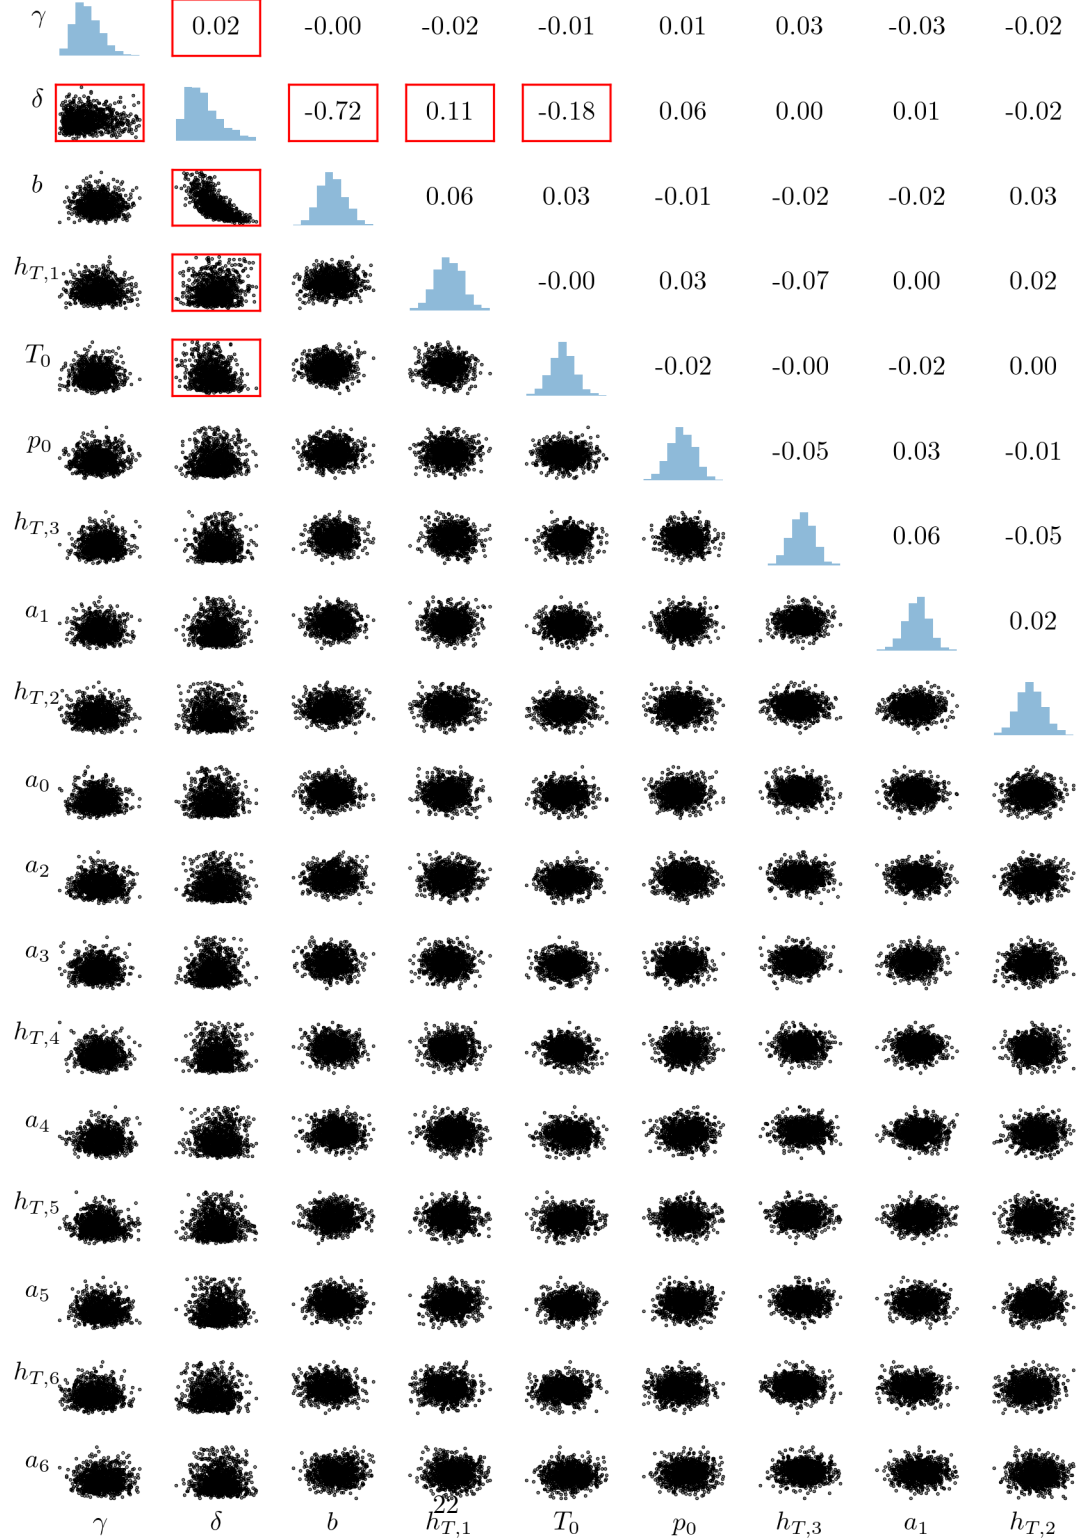 γ 0.02 -0.00 -0.02 -0.01 0.01 0.03 -0.03 -0.02
δ -0.72 0.11 -0.18 0.06 0.00 0.01 -0.02
b 0.06 0.03 -0.01 -0.02 -0.02 0.03
h_{T,1} -0.00 0.03 -0.07 0.00 0.02
T_0 -0.02 -0.00 -0.02 0.00
p_0 -0.05 0.03 -0.01
h_{T,3} 0.06 -0.05
a_1 0.02
h_{T,2}
a_0
a_2
a_3
h_{T,4}
a_4
h_{T,5}
a_5
h_{T,6}
a_6
22
γ δ b h_{T,1} T_0 p_0 h_{T,3} a_1 h_{T,2}